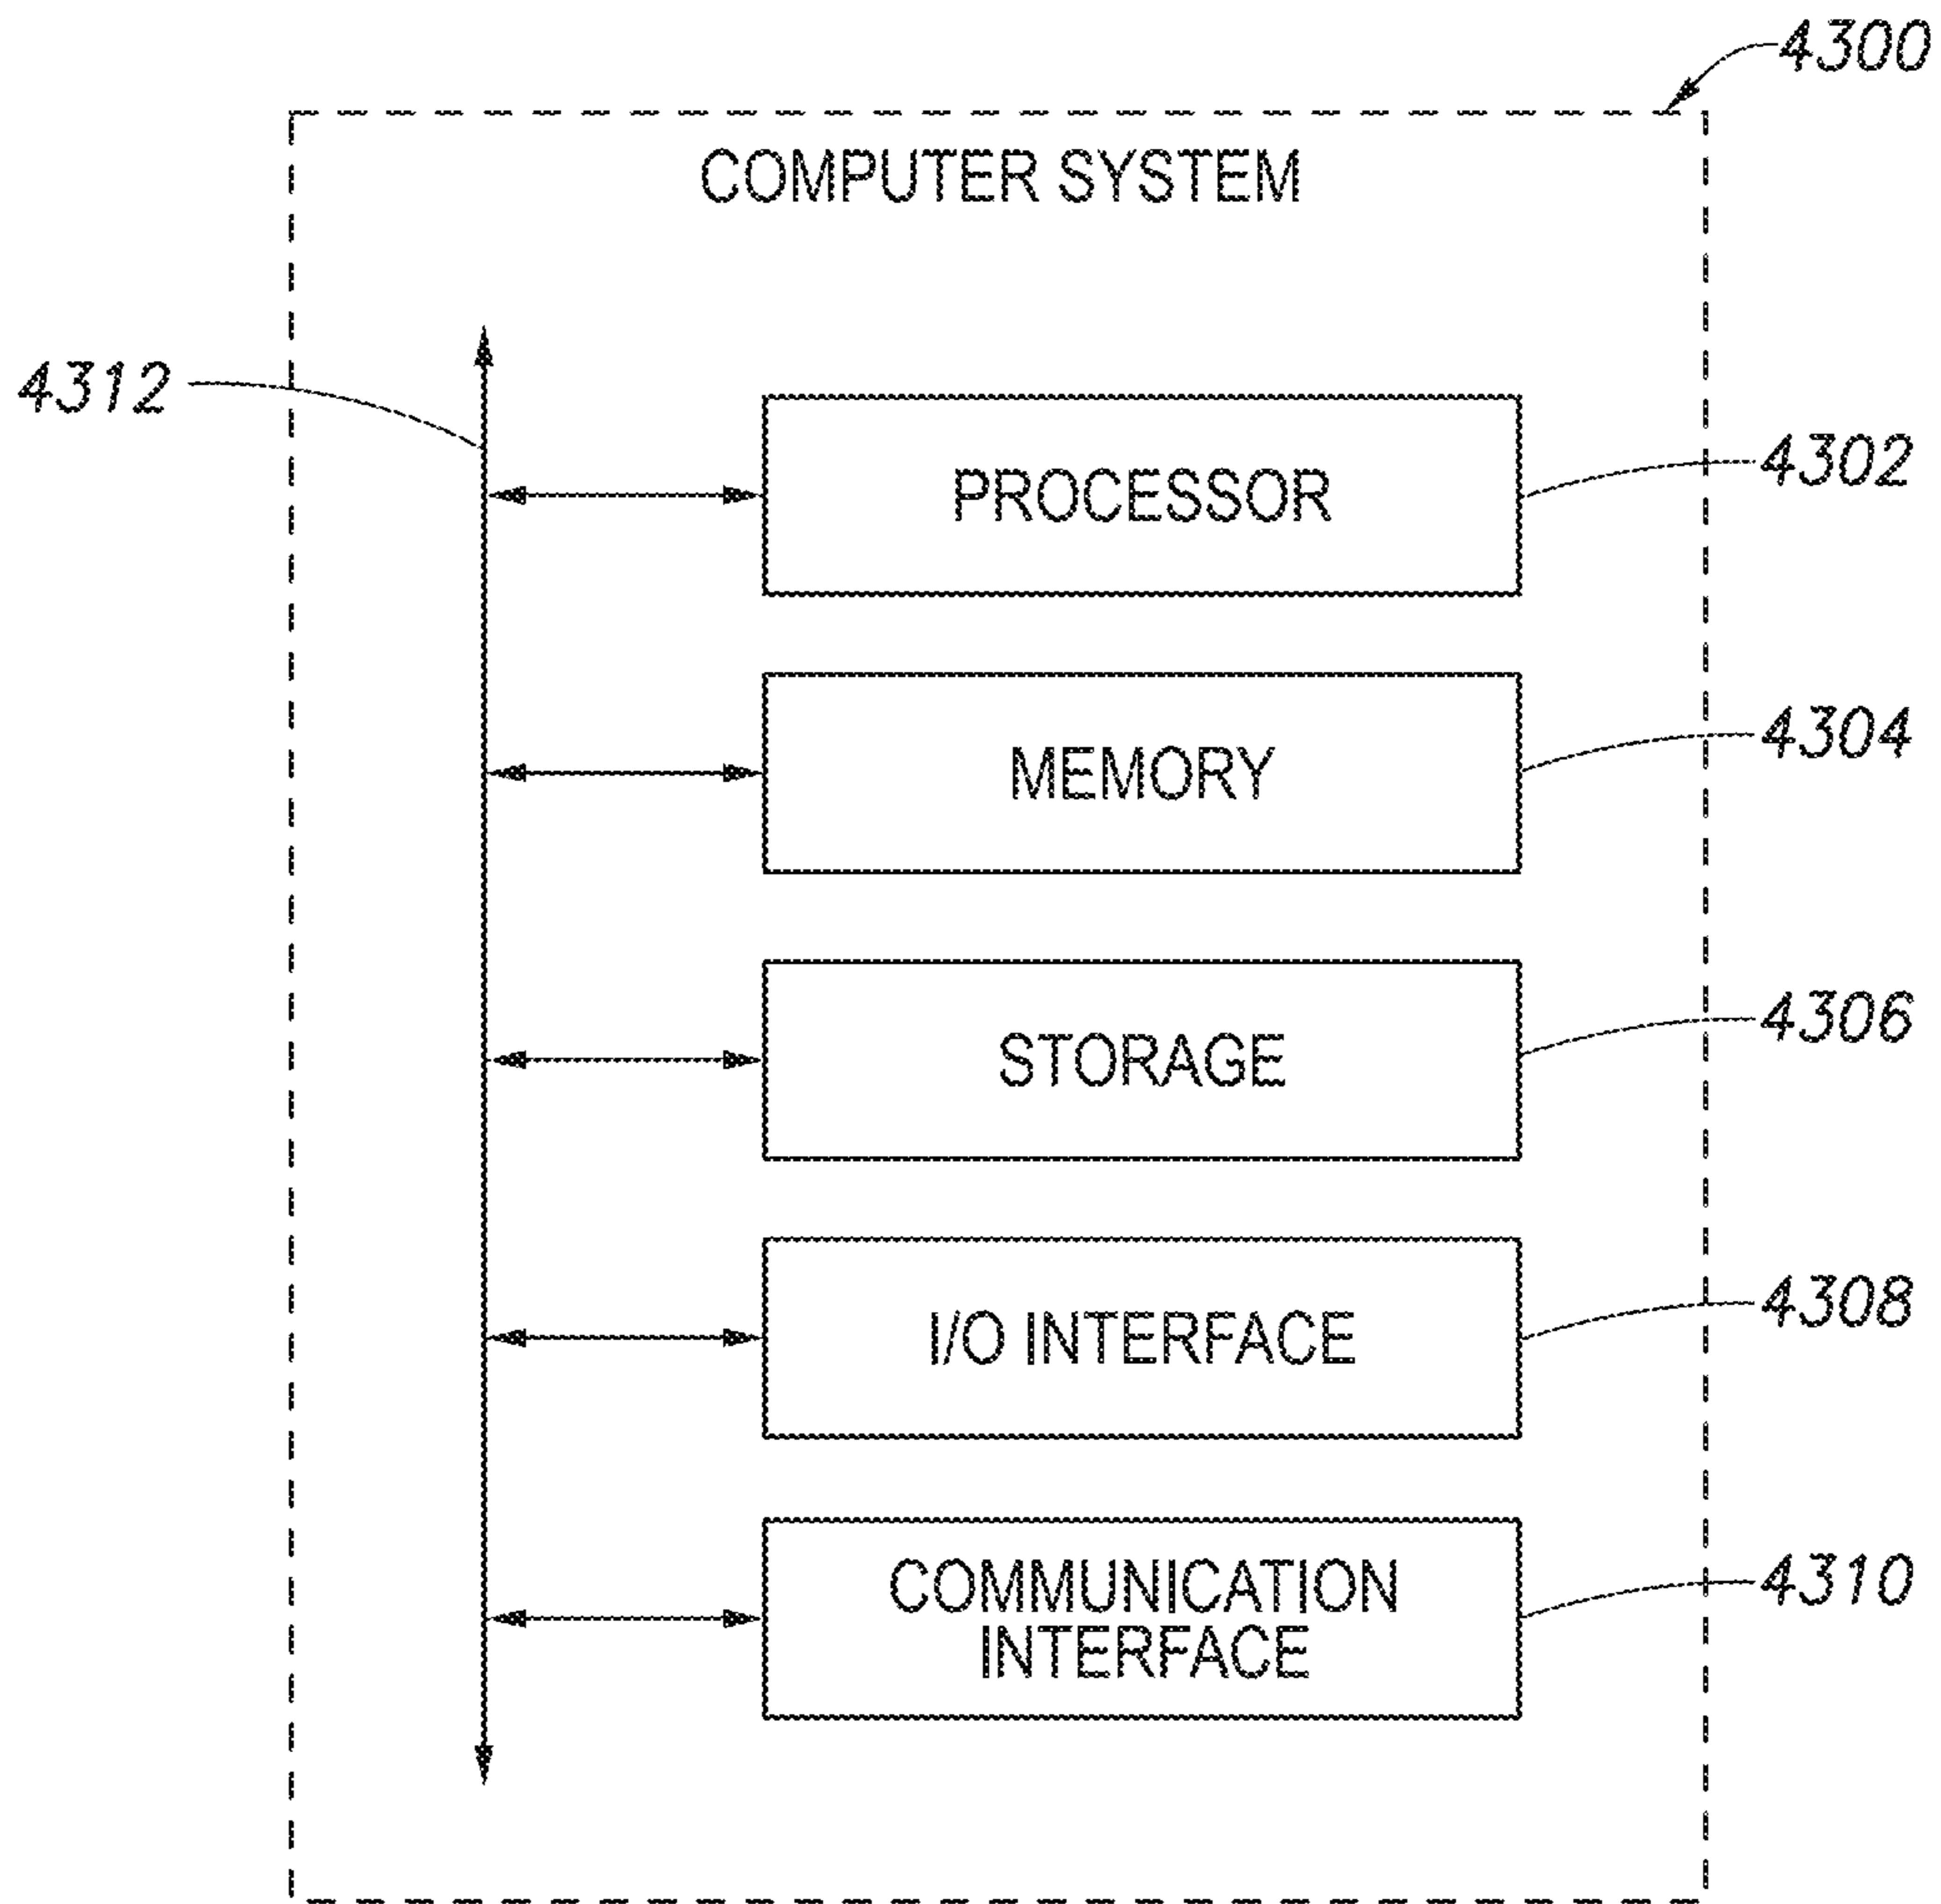 4300
COMPUTER SYSTEM
4312
PROCESSOR
4302
MEMORY
4304
STORAGE
4306
I/O INTERFACE
4308
COMMUNICATION
INTERFACE
4310